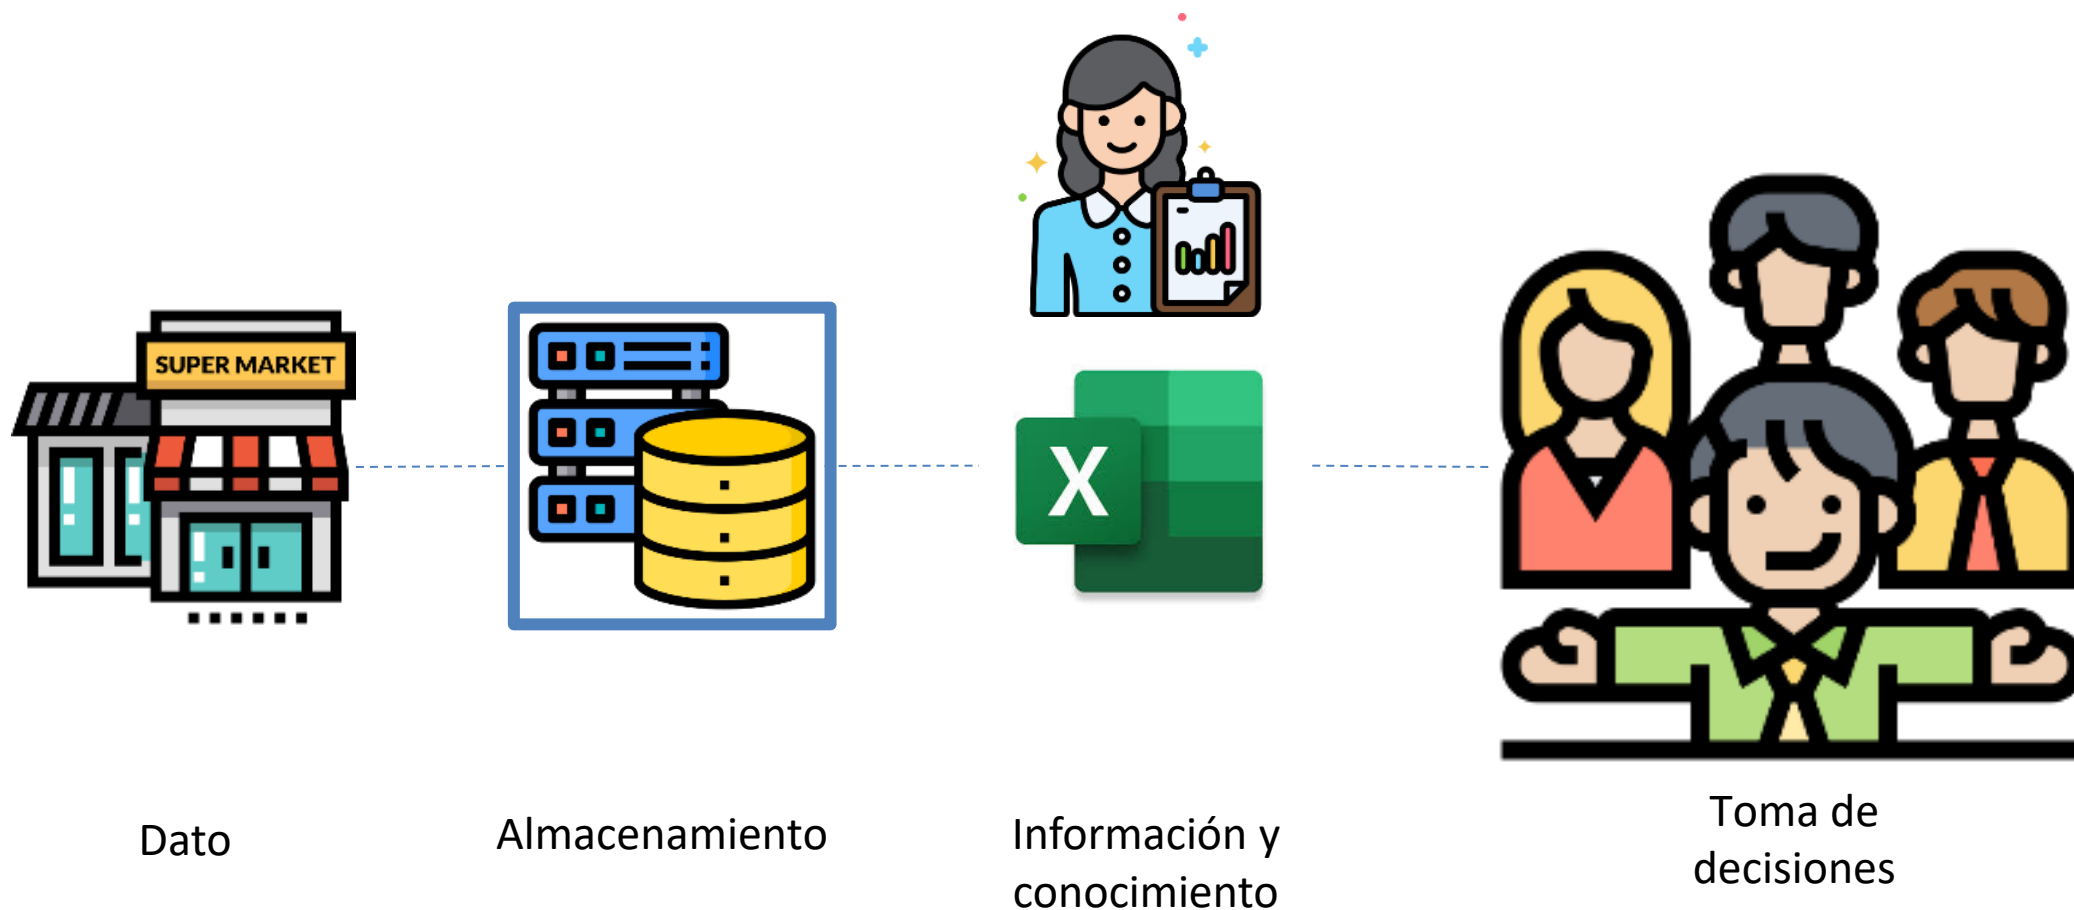 SUPER MARKET
X
Dato
Almacenamiento
Información y
conocimiento
Toma de
decisiones